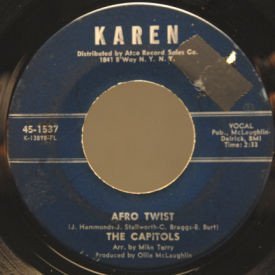 KAREN
Distributed by Atco Record Sales Co.
1841 B'Way N. Y. N. Y.
45-1537
K-13898-PL
VOCAL
Pub., McLaughlin-
Detrick, BMI
Time: 2:33
AFRO TWIST
(J. Hammonds-J. Stallworth-C. Braggs-B. Burt)
THE CAPITOLS
Arr. by Mike Terry
Produced by Ollie McLaughlin